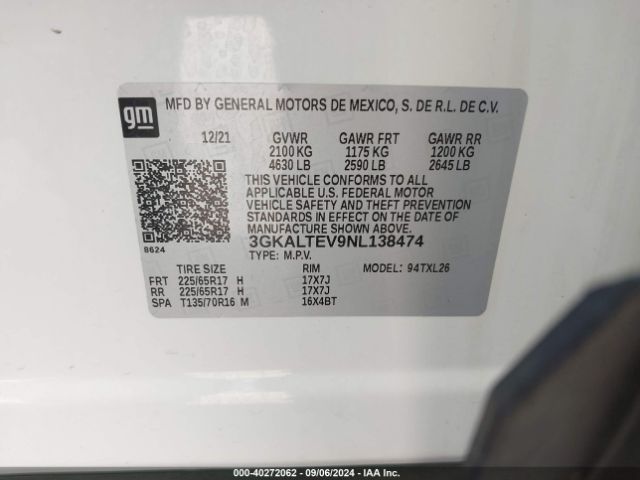 gm
MFD BY GENERAL MOTORS DE MEXICO, S. DE R.L. DE C.V.
12/21 GVWR GAWR FRT GAWR RR
2100 KG 1175 KG 1200 KG
4630 LB 2590 LB 2645 LB
THIS VEHICLE CONFORMS TO ALL
APPLICABLE U.S. FEDERAL MOTOR
VEHICLE SAFETY AND THEFT PREVENTION
STANDARDS IN EFFECT ON THE DATE OF
MANUFACTURE SHOWN ABOVE.
8624 3GKALTEV9NL138474
TYPE: M.P.V.
TIRE SIZE RIM MODEL: 94TXL26
FRT 225/65R17 H 17X7J
RR 225/65R17 H 17X7J
SPA T135/70R16 M 16X4BT
000-40272062 - 09/06/2024 - IAA Inc.